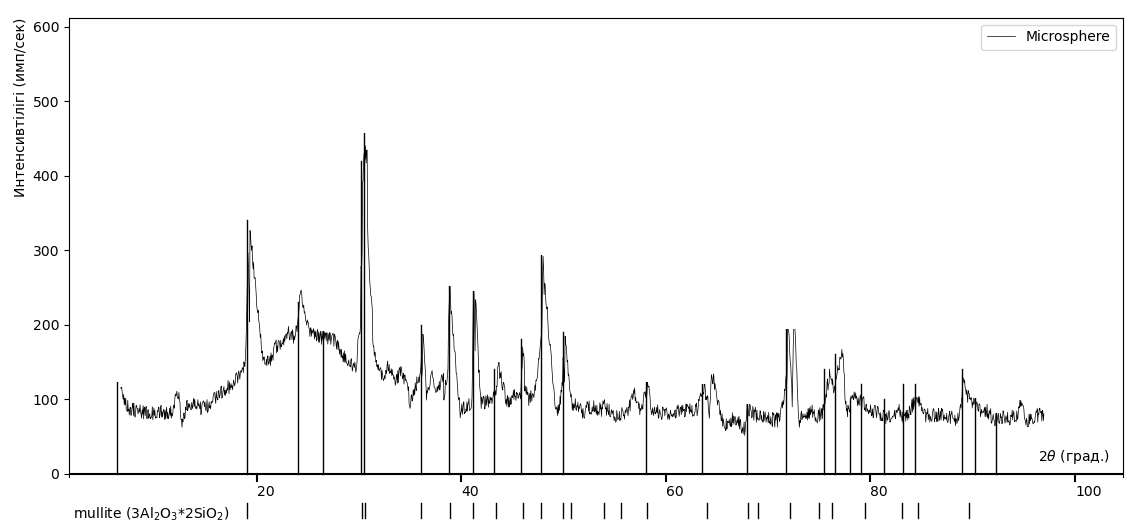 Интенсивтілігі (имп/сек)
600
500
400
300
200
100
0
Microsphere
2θ (град.)
20 40 60 80 100
mullite (3Al₂O₃*2SiO₂)